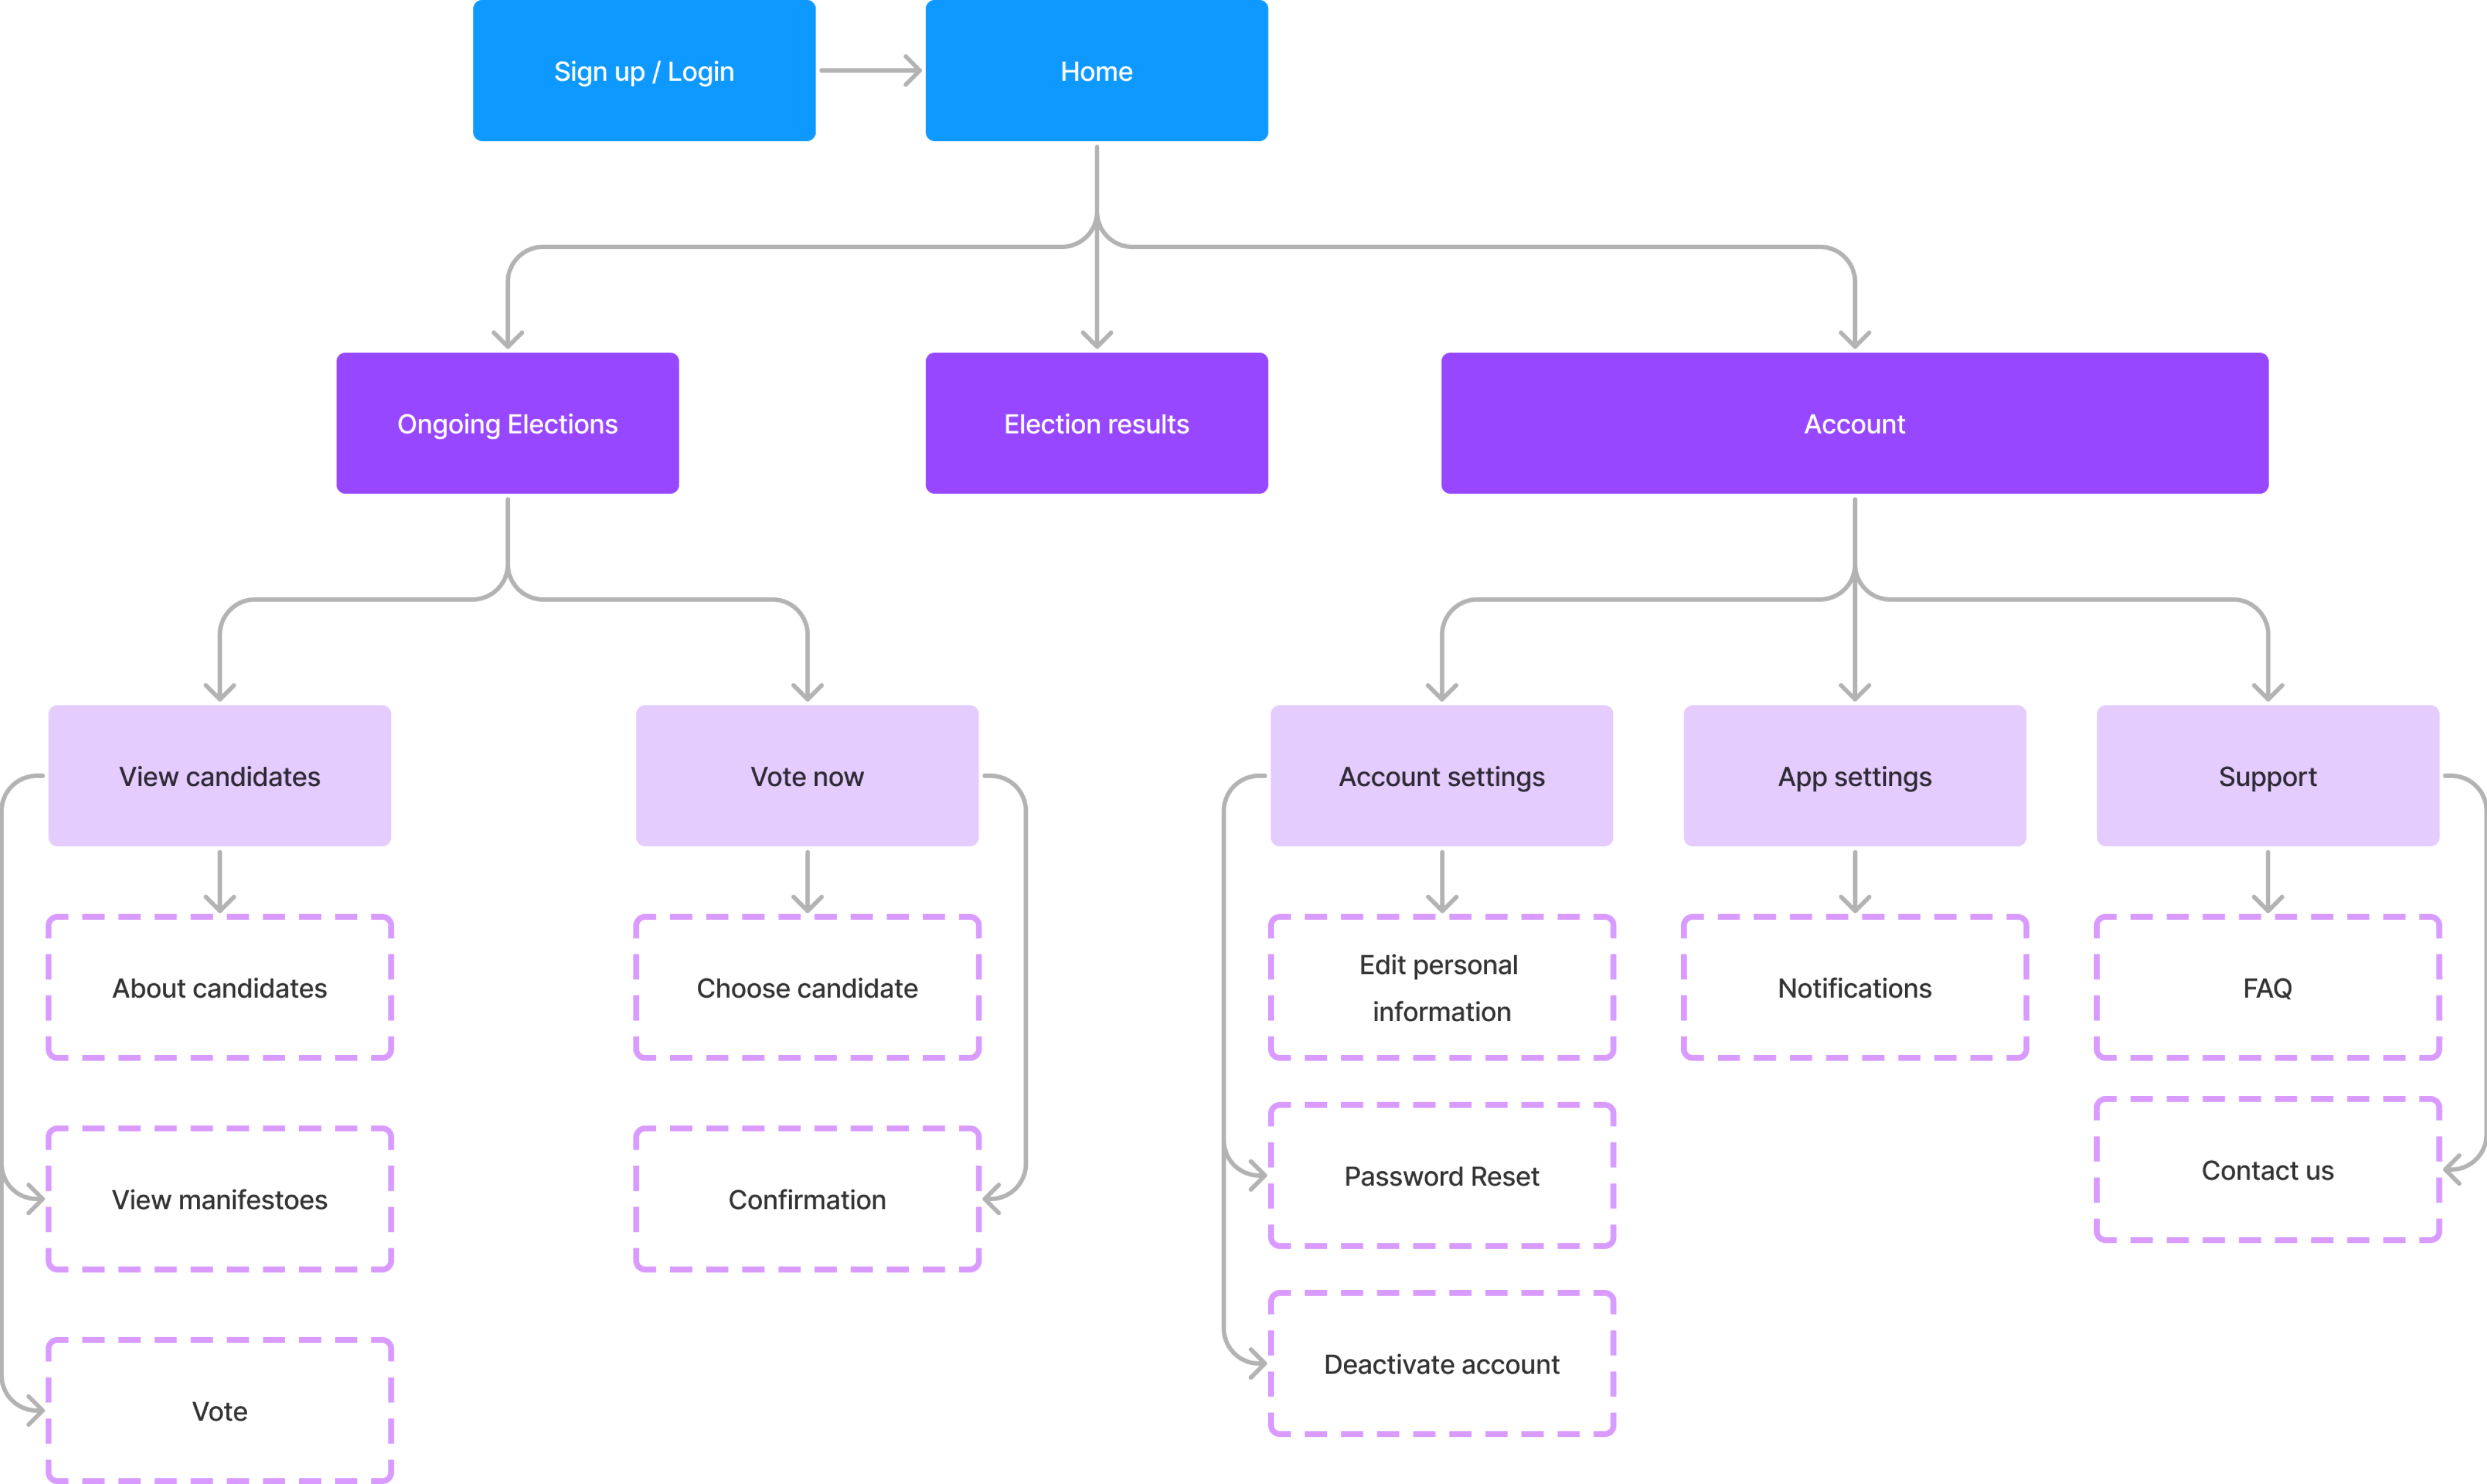 Sign up / Login
Home
Ongoing Elections
Election results
Account
View candidates
Vote now
Account settings
App settings
Support
About candidates
Choose candidate
Edit personal
information
Notifications
FAQ
View manifestoes
Confirmation
Password Reset
Contact us
Deactivate account
Vote